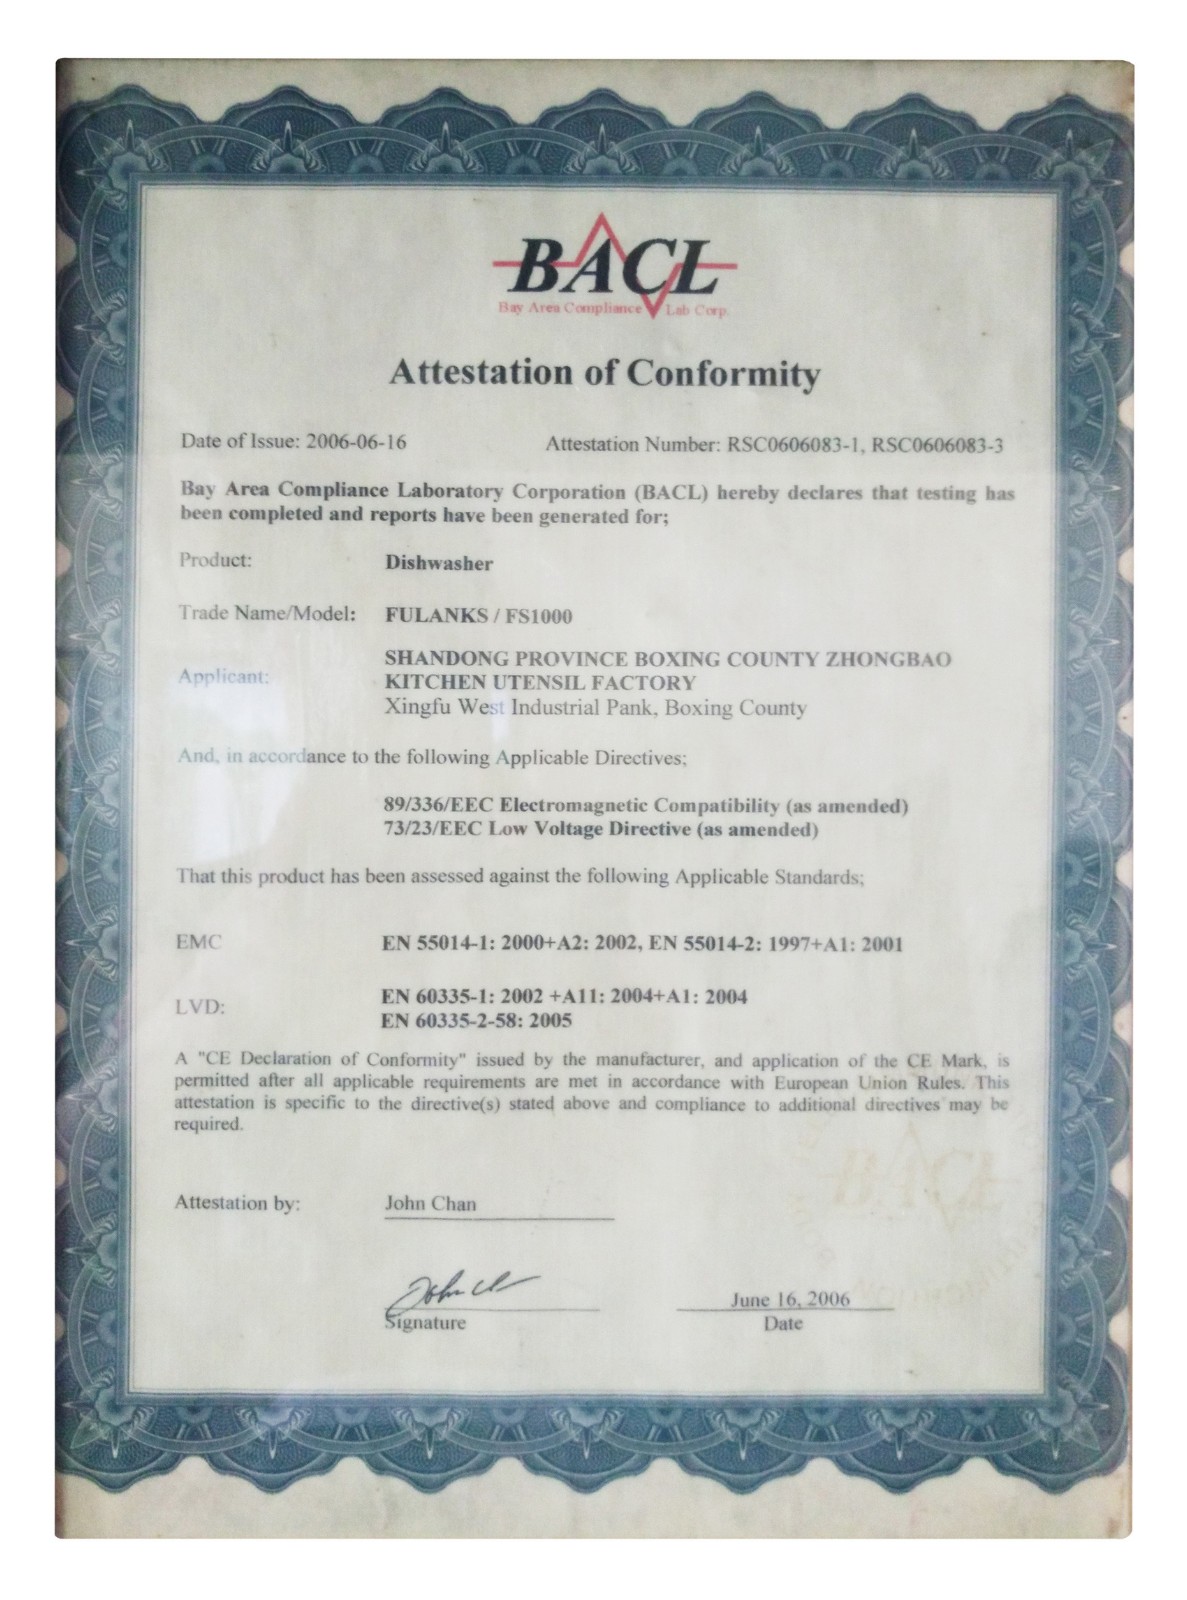 BACL
Bay Area Compliance Lab Corp.
Attestation of Conformity
Date of Issue: 2006-06-16 Attestation Number: RSC0606083-1, RSC0606083-3
Bay Area Compliance Laboratory Corporation (BACL) hereby declares that testing has
been completed and reports have been generated for;
Product: Dishwasher
Trade Name/Model: FULANKS / FS1000
Applicant: SHANDONG PROVINCE BOXING COUNTY ZHONGBAO
KITCHEN UTENSIL FACTORY
Xingfu West Industrial Pank, Boxing County
And, in accordance to the following Applicable Directives;
89/336/EEC Electromagnetic Compatibility (as amended)
73/23/EEC Low Voltage Directive (as amended)
That this product has been assessed against the following Applicable Standards;
EMC EN 55014-1: 2000+A2: 2002, EN 55014-2: 1997+A1: 2001
LVD: EN 60335-1: 2002 +A11: 2004+A1: 2004
EN 60335-2-58: 2005
A "CE Declaration of Conformity" issued by the manufacturer, and application of the CE Mark, is
permitted after all applicable requirements are met in accordance with European Union Rules. This
attestation is specific to the directive(s) stated above and compliance to additional directives may be
required.
Attestation by: John Chan
June 16, 2006
Signature Date